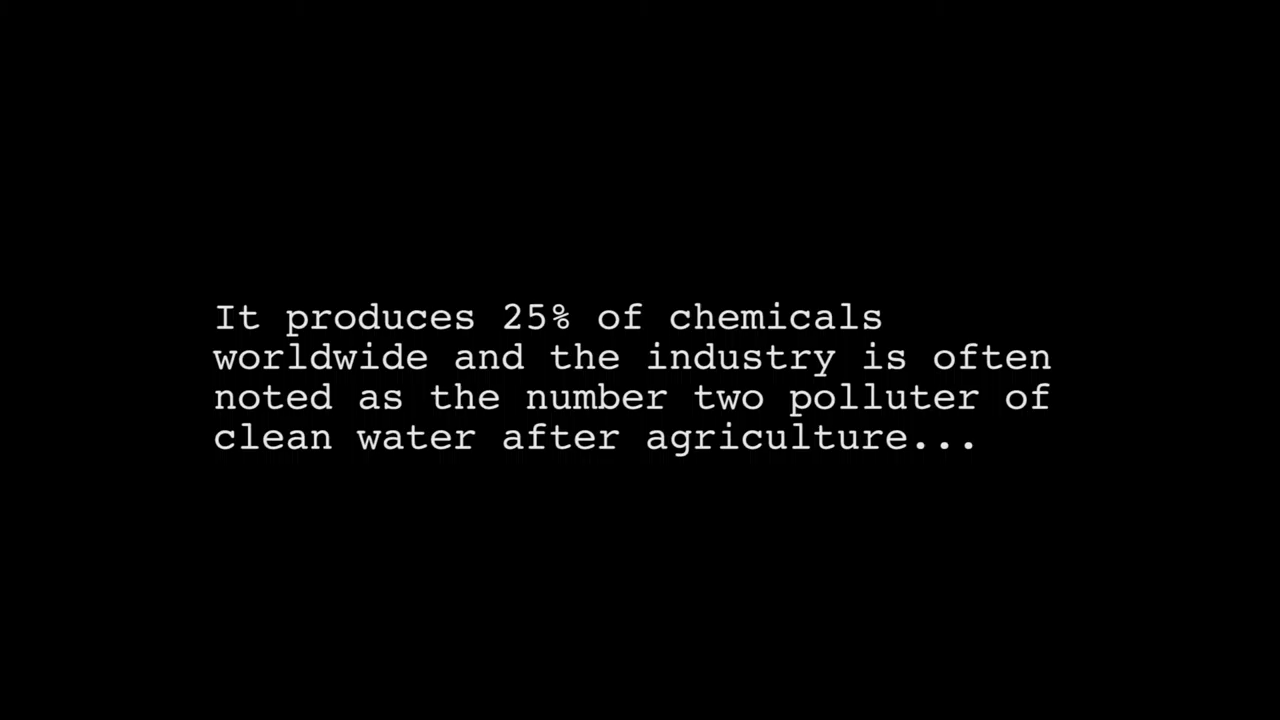 It produces 25% of chemicals
worldwide and the industry is often
noted as the number two polluter of
clean water after agriculture...